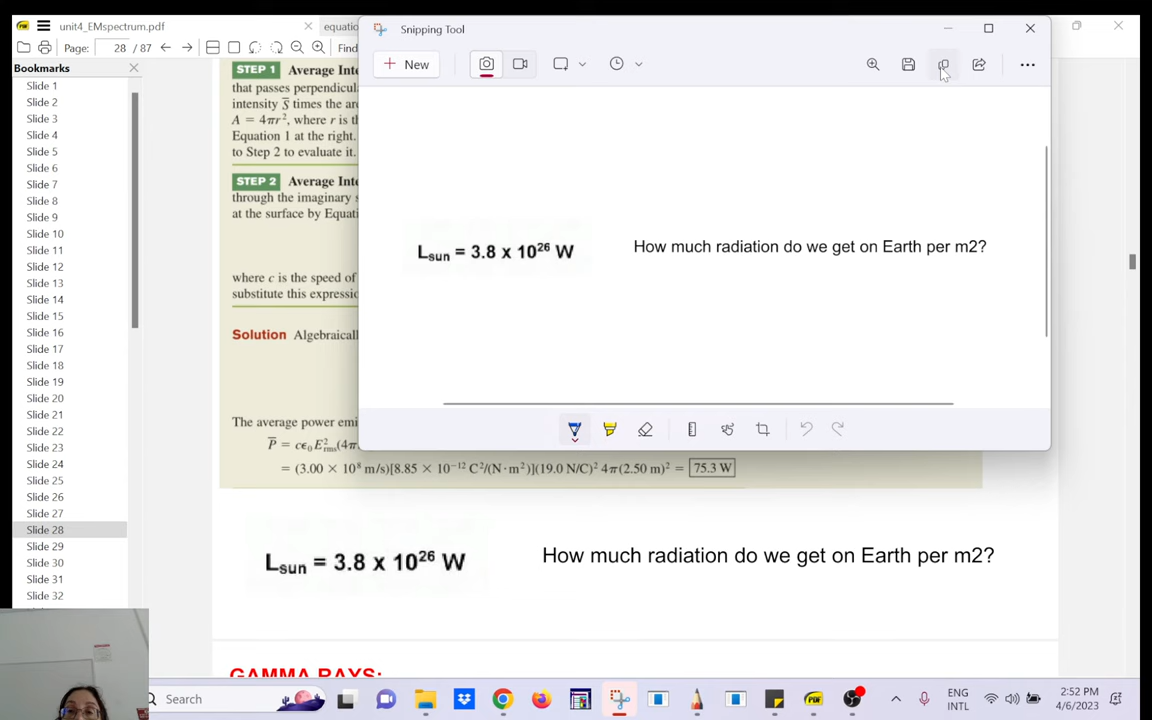 unit4_EMspectrum.pdf
equatio
Page: 28 / 87
Find
Bookmarks
Slide 1
Slide 2
Slide 3
Slide 4
Slide 5
Slide 6
Slide 7
Slide 8
Slide 9
Slide 10
Slide 11
Slide 12
Slide 13
Slide 14
Slide 15
Slide 16
Slide 17
Slide 18
Slide 19
Slide 20
Slide 21
Slide 22
Slide 23
Slide 24
Slide 25
Slide 26
Slide 27
Slide 28
Slide 29
Slide 30
Slide 31
Slide 32
STEP 1 Average Inte
that passes perpendicula
intensity S̅ times the are
A = 4πr², where r is th
Equation 1 at the right.
to Step 2 to evaluate it.
STEP 2 Average Inte
through the imaginary s
at the surface by Equati
where c is the speed of
substitute this expressio
Solution Algebraicall
The average power emi
P̅ = cε₀E²rms(4π
= (3.00 × 10⁸ m/s)[8.85 × 10⁻¹² C²/(N·m²)](19.0 N/C)² 4π(2.50 m)² = 75.3 W
Snipping Tool
New
Lsun = 3.8 x 10²⁶ W
How much radiation do we get on Earth per m2?
Lsun = 3.8 x 10²⁶ W
How much radiation do we get on Earth per m2?
GAMMA RAYS:
Search
ENG
INTL
2:52 PM
4/6/2023